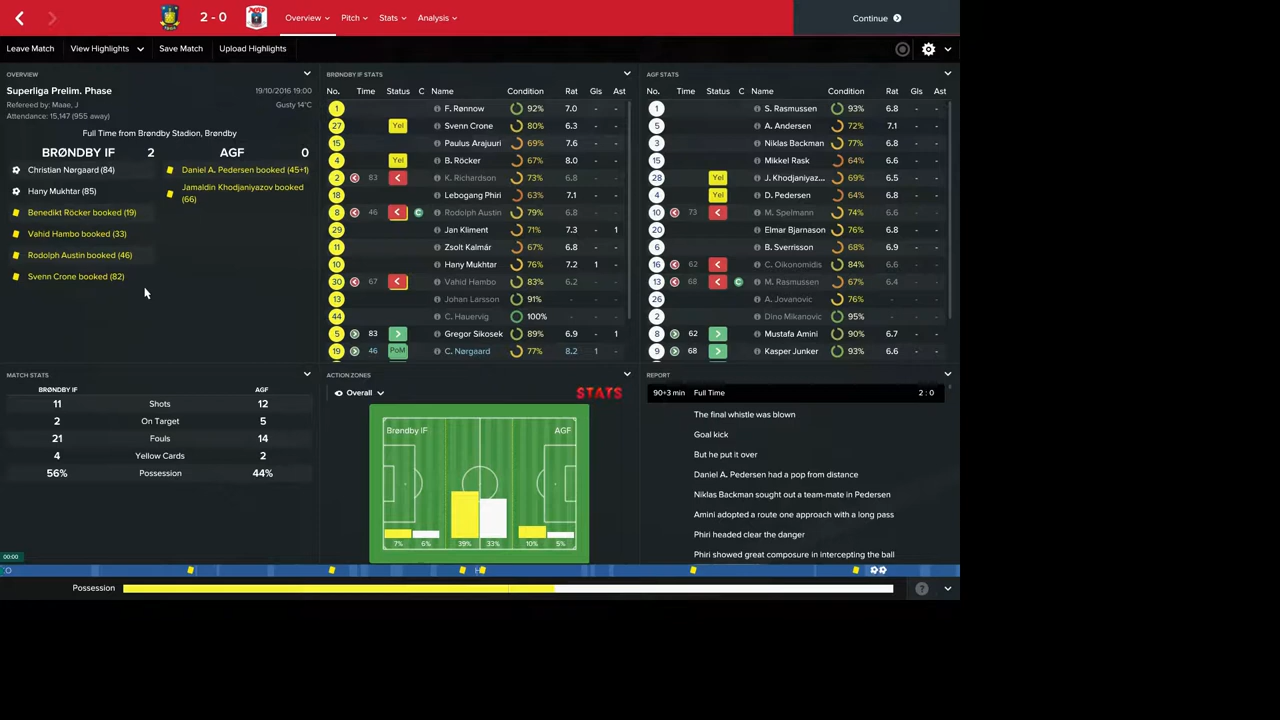 2 - 0
Overview
Pitch
Stats
Analysis
Continue
Leave Match
View Highlights
Save Match
Upload Highlights
OVERVIEW
Superliga Prelim. Phase
19/10/2016 19:00
Refereed by: Maae, J
Gusty 14°C
Attendance: 15,147 (955 away)
Full Time from Brøndby Stadion, Brøndby
BRØNDBY IF 2 AGF 0
Christian Nørgaard (84)
Hany Mukhtar (85)
Benedikt Röcker booked (19)
Vahid Hambo booked (33)
Rodolph Austin booked (46)
Svenn Crone booked (82)
Daniel A. Pedersen booked (45+1)
Jamaldin Khodjaniyazov booked
(66)
BRØNDBY IF STATS
No. Time Status C Name Condition Rat Gls Ast
1 F. Rønnow 92% 7.0 - -
27 Yel Svenn Crone 80% 6.3 - -
15 Paulus Arajuuri 69% 7.6 - -
4 Yel B. Röcker 67% 8.0 - -
2 83 K. Richardson 73% 6.8 - -
18 Lebogang Phiri 63% 7.1 - -
8 46 C Rodolph Austin 79% 6.8 - -
29 Jan Kliment 71% 7.3 - 1
11 Zsolt Kalmár 67% 6.8 - -
10 Hany Mukhtar 76% 7.2 1 -
30 67 Vahid Hambo 83% 6.2 - -
13 Johan Larsson 91%
44 C. Hauervig 100%
5 83 Gregor Sikosek 89% 6.9 - 1
19 46 PoM C. Nørgaard 77% 8.2 1 -
AGF STATS
No. Time Status C Name Condition Rat Gls Ast
1 S. Rasmussen 93% 6.8 - -
5 A. Andersen 72% 7.1 - -
3 Niklas Backman 77% 6.8 - -
15 Mikkel Rask 64% 6.8 - -
28 Yel J. Khodjaniyaz... 69% 6.5 - -
4 Yel D. Pedersen 64% 6.8 - -
10 73 M. Spelmann 74% 6.6 - -
20 Elmar Bjarnason 76% 6.8 - -
6 B. Sverrisson 68% 6.9 - -
16 62 C. Oikonomidis 84% 6.6 - -
13 68 C M. Rasmussen 67% 6.4 - -
26 A. Jovanovic 76%
2 Dino Mikanovic 95%
8 62 Mustafa Amini 90% 6.7 - -
9 68 Kasper Junker 93% 6.6 - -
MATCH STATS
BRØNDBY IF AGF
11 Shots 12
2 On Target 5
21 Fouls 14
4 Yellow Cards 2
56% Possession 44%
ACTION ZONES
Overall
STATS
Brøndby IF AGF
7% 6% 39% 33% 10% 5%
REPORT
90+3 min Full Time 2 : 0
The final whistle was blown
Goal kick
But he put it over
Daniel A. Pedersen had a pop from distance
Niklas Backman sought out a team-mate in Pedersen
Amini adopted a route one approach with a long pass
Phiri headed clear the danger
Phiri showed great composure in intercepting the ball
00:00
Possession